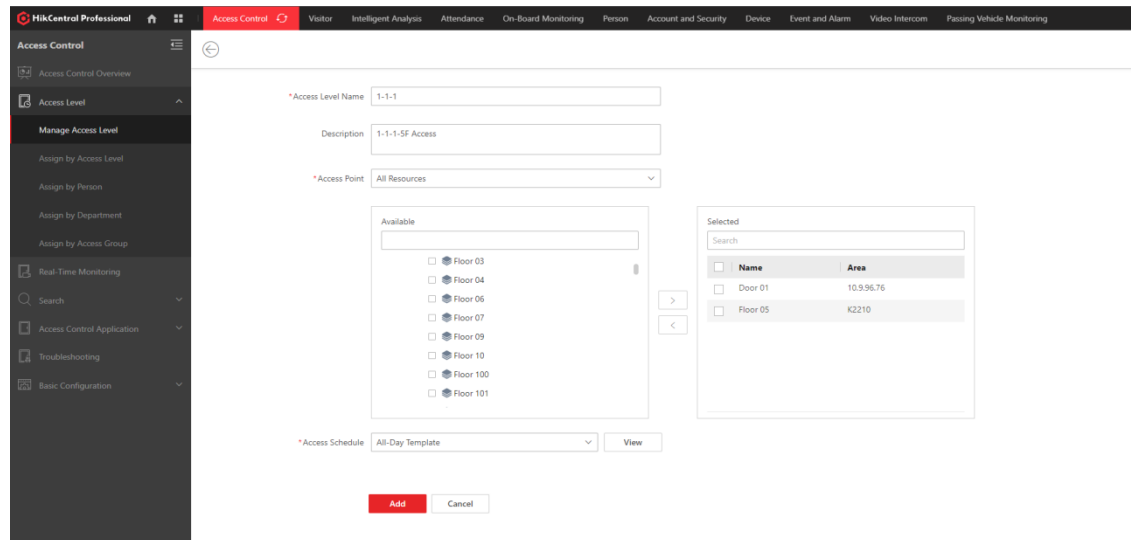 HikCentral Professional Access Control Visitor Intelligent Analysis Attendance On-Board Monitoring Person Account and Security Device Event and Alarm Video Intercom Passing Vehicle Monitoring
Access Control
Access Control Overview
Access Level
Manage Access Level
Assign by Access Level
Assign by Person
Assign by Department
Assign by Access Group
Real-Time Monitoring
Search
Access Control Application
Troubleshooting
Basic Configuration
*Access Level Name 1-1-1
Description 1-1-1-5F Access
*Access Point All Resources
Available
Floor 03
Floor 04
Floor 06
Floor 07
Floor 09
Floor 10
Floor 100
Floor 101
>
<
Selected
Search
Name Area
Door 01 10.9.96.76
Floor 05 K2210
*Access Schedule All-Day Template View
Add Cancel